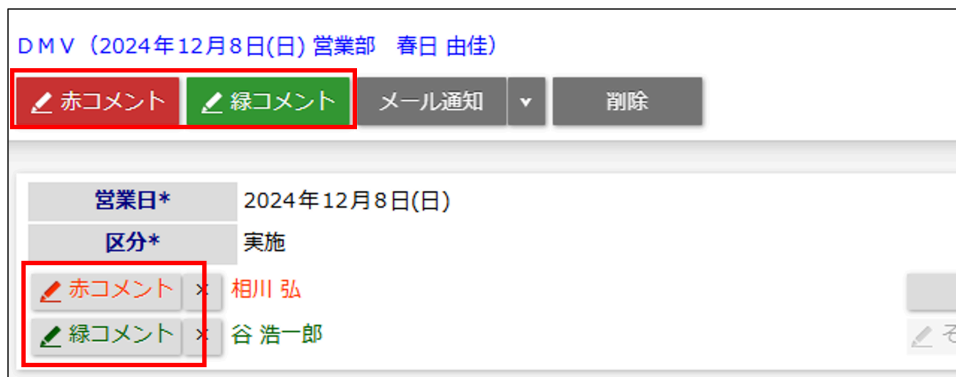 ＤＭＶ（2024年12月8日(日) 営業部　春日 由佳）
赤コメント 緑コメント メール通知 ▼ 削除
営業日* 2024年12月8日(日)
区分* 実施
赤コメント × 相川 弘
緑コメント × 谷 浩一郎 そ